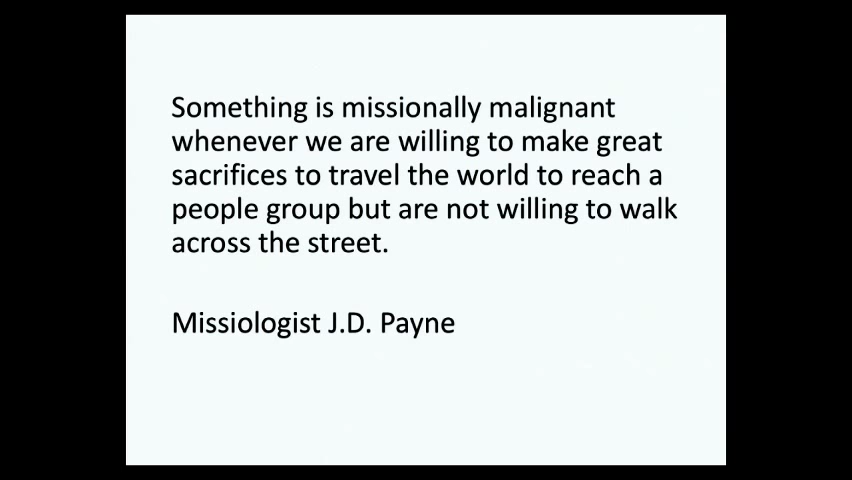 Something is missionally malignant
whenever we are willing to make great
sacrifices to travel the world to reach a
people group but are not willing to walk
across the street.
Missiologist J.D. Payne